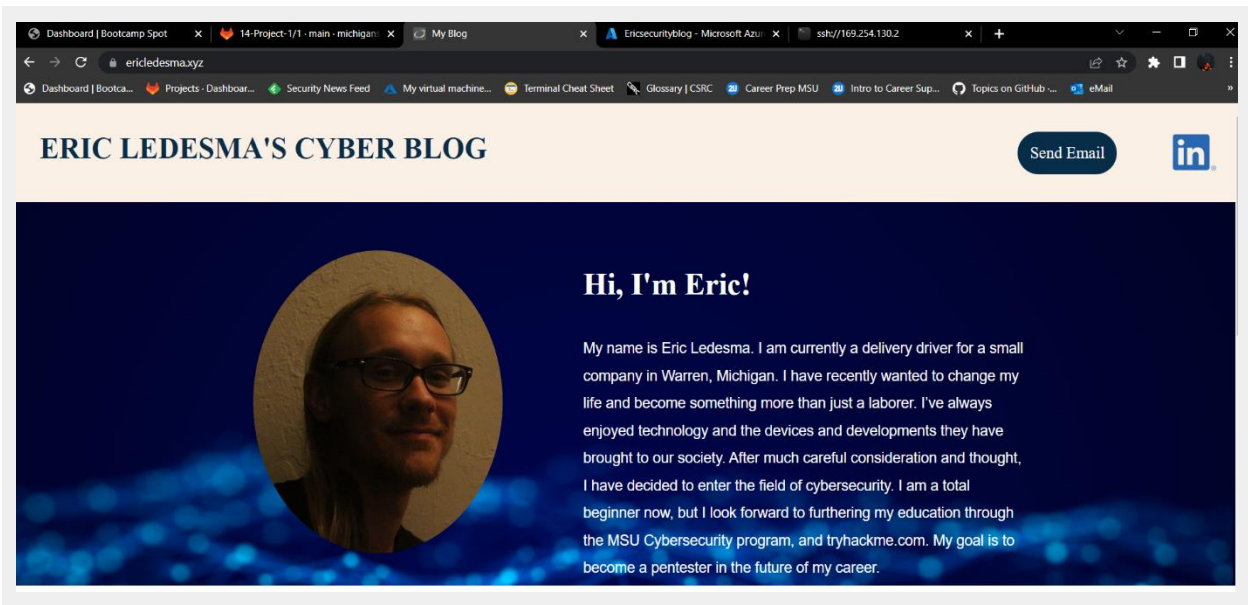 Dashboard | Bootcamp Spot
14-Project-1/1 · main · michigan
My Blog
Ericsecurityblog - Microsoft Azu
ssh://169.254.130.2
ericledesma.xyz
Dashboard | Bootca...
Projects · Dashboar...
Security News Feed
My virtual machine...
Terminal Cheat Sheet
Glossary | CSRC
2U
Career Prep MSU
2U
Intro to Career Sup...
Topics on GitHub ·...
eMail
»
ERIC LEDESMA'S CYBER BLOG
Send Email
in
Hi, I'm Eric!
My name is Eric Ledesma. I am currently a delivery driver for a small
company in Warren, Michigan. I have recently wanted to change my
life and become something more than just a laborer. I've always
enjoyed technology and the devices and developments they have
brought to our society. After much careful consideration and thought,
I have decided to enter the field of cybersecurity. I am a total
beginner now, but I look forward to furthering my education through
the MSU Cybersecurity program, and tryhackme.com. My goal is to
become a pentester in the future of my career.